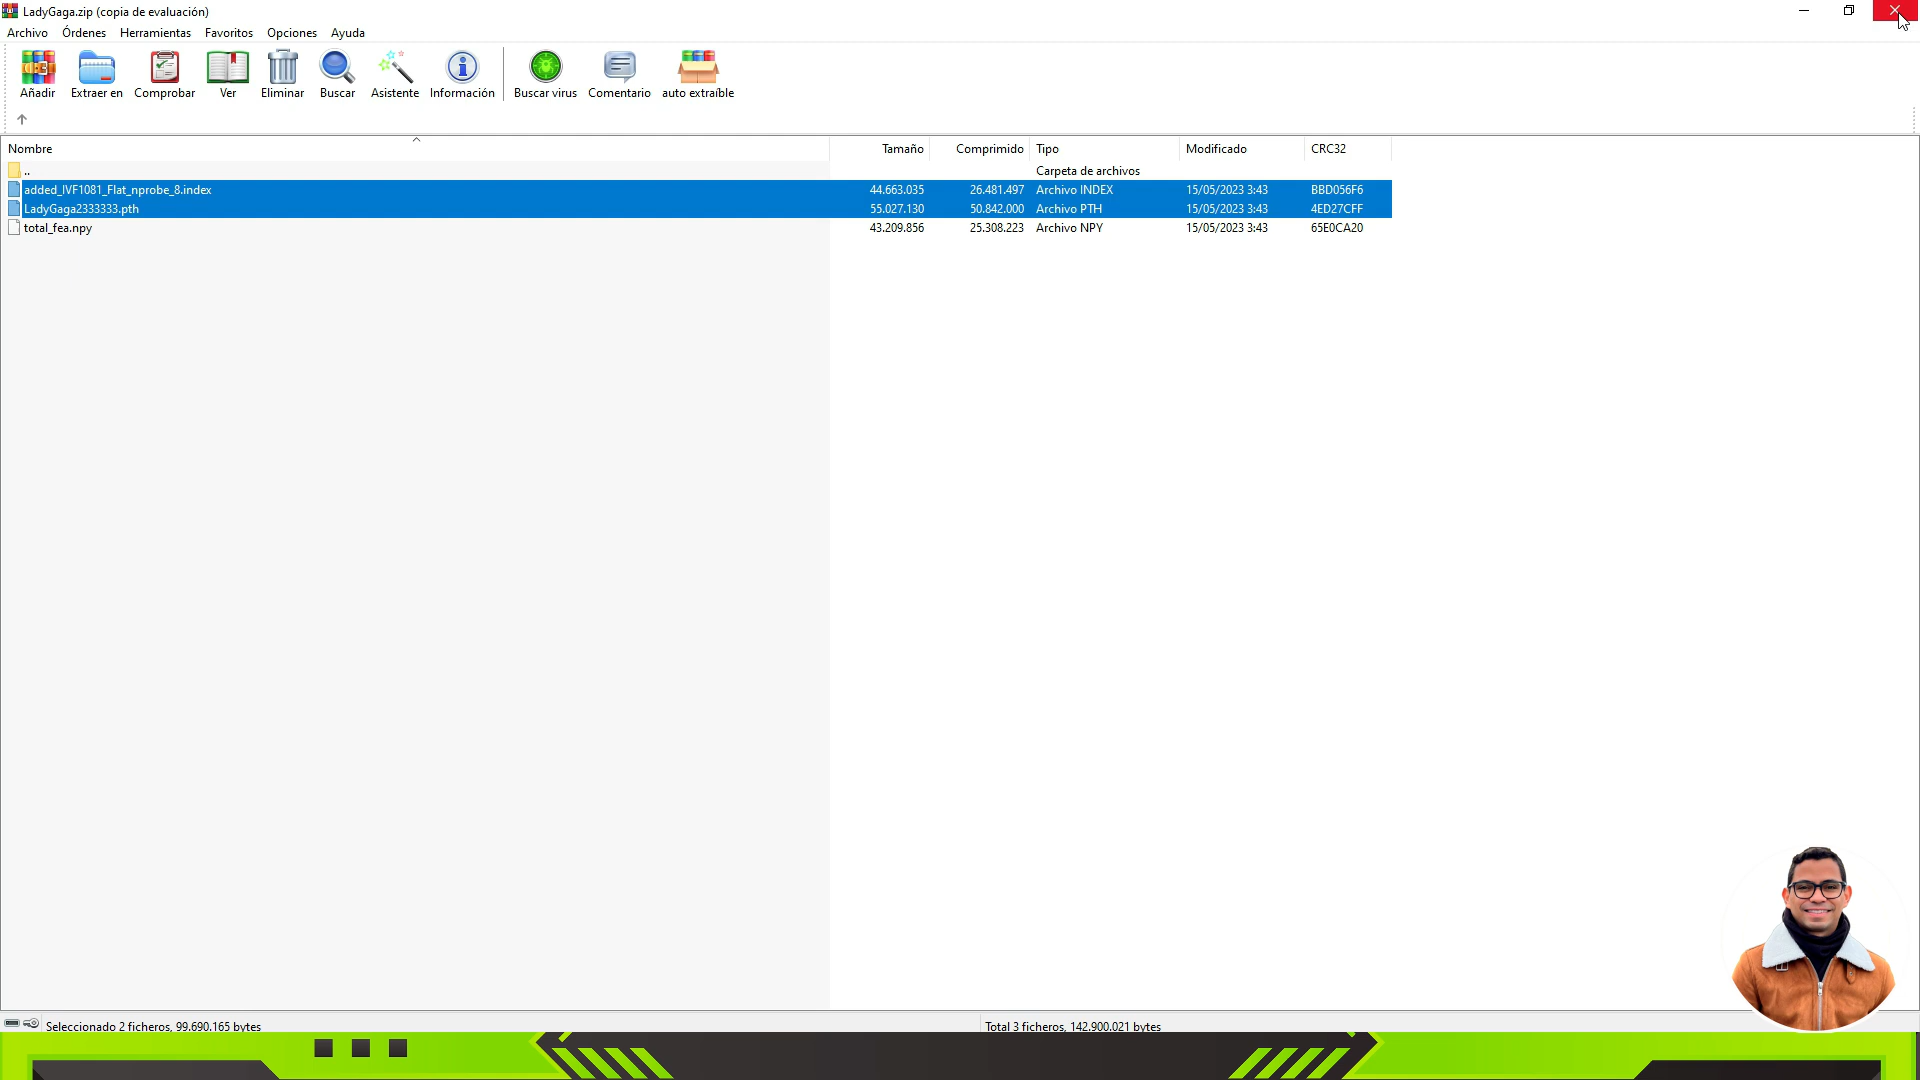 LadyGaga.zip (copia de evaluación)
Archivo Órdenes Herramientas Favoritos Opciones Ayuda
Añadir Extraer en Comprobar Ver Eliminar Buscar Asistente Información Buscar virus Comentario auto extraíble
Nombre Tamaño Comprimido Tipo Modificado CRC32
.. Carpeta de archivos
added_IVF1081_Flat_nprobe_8.index 44.663.035 26.481.497 Archivo INDEX 15/05/2023 3:43 BBD056F6
LadyGaga2333333.pth 55.027.130 50.842.000 Archivo PTH 15/05/2023 3:43 4ED27CFF
total_fea.npy 43.209.856 25.308.223 Archivo NPY 15/05/2023 3:43 65E0CA20
Seleccionado 2 ficheros, 99.690.165 bytes Total 3 ficheros, 142.900.021 bytes